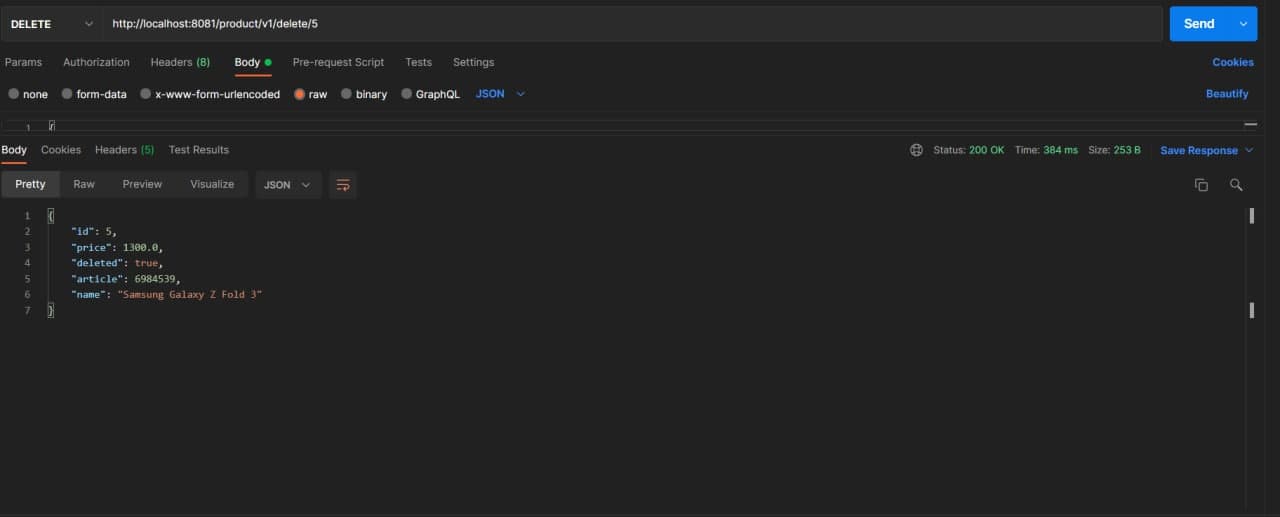 DELETE http://localhost:8081/product/v1/delete/5 Send
Params Authorization Headers (8) Body Pre-request Script Tests Settings Cookies
none form-data x-www-form-urlencoded raw binary GraphQL JSON Beautify
1 {
Body Cookies Headers (5) Test Results Status: 200 OK Time: 384 ms Size: 253 B Save Response
Pretty Raw Preview Visualize JSON
1 {
2 "id": 5,
3 "price": 1300.0,
4 "deleted": true,
5 "article": 6984539,
6 "name": "Samsung Galaxy Z Fold 3"
7 }